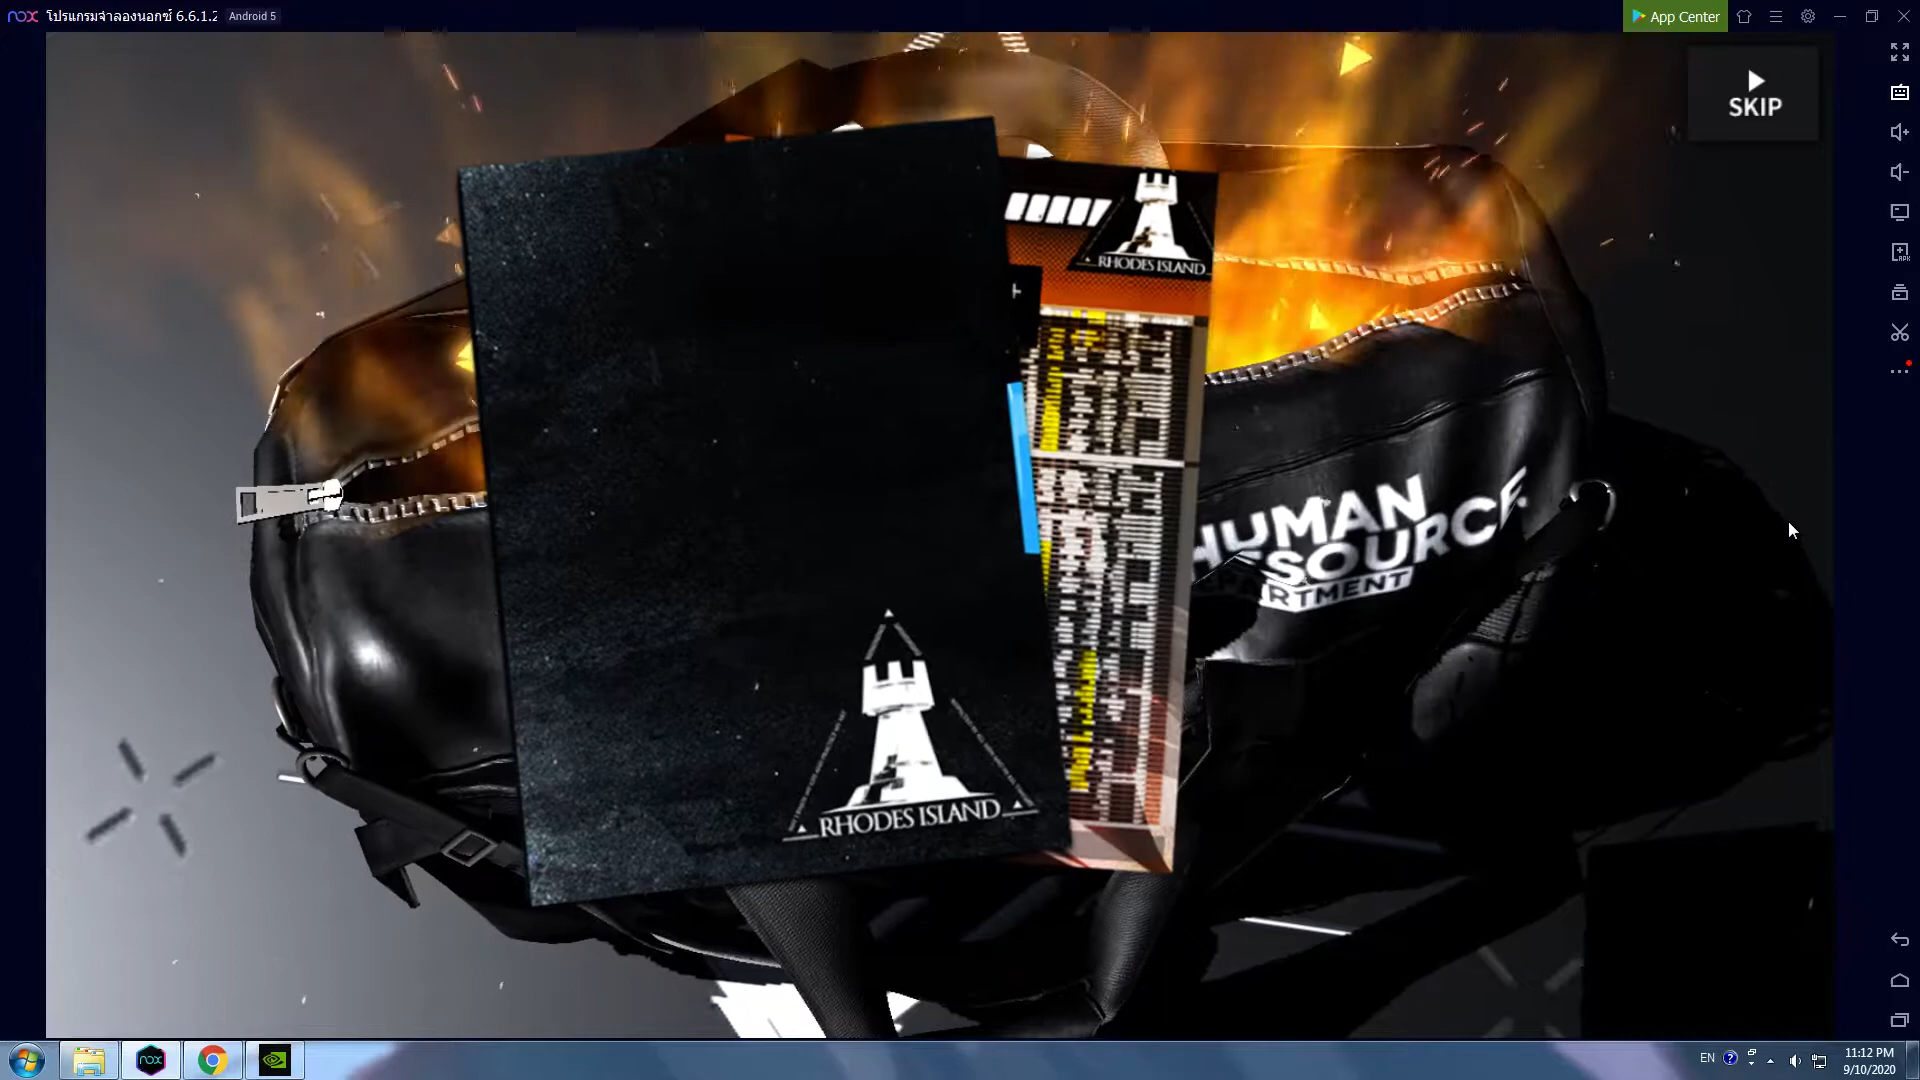 nox โปรแกรมจำลองนอกซ์ 6.6.1.2 Android 5
App Center
SKIP
RHODES ISLAND
HUMAN
RESOURCE
RHODES ISLAND
EN
11:12 PM
9/10/2020
nox